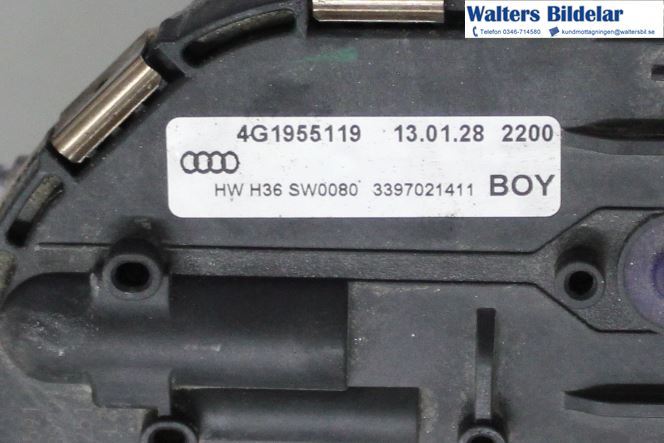 Walters Bildelar
Telefon 0346-714580 kundmottagningen@waltersbil.se
4G1955119 13.01.28 2200
HW H36 SW0080 3397021411 BOY